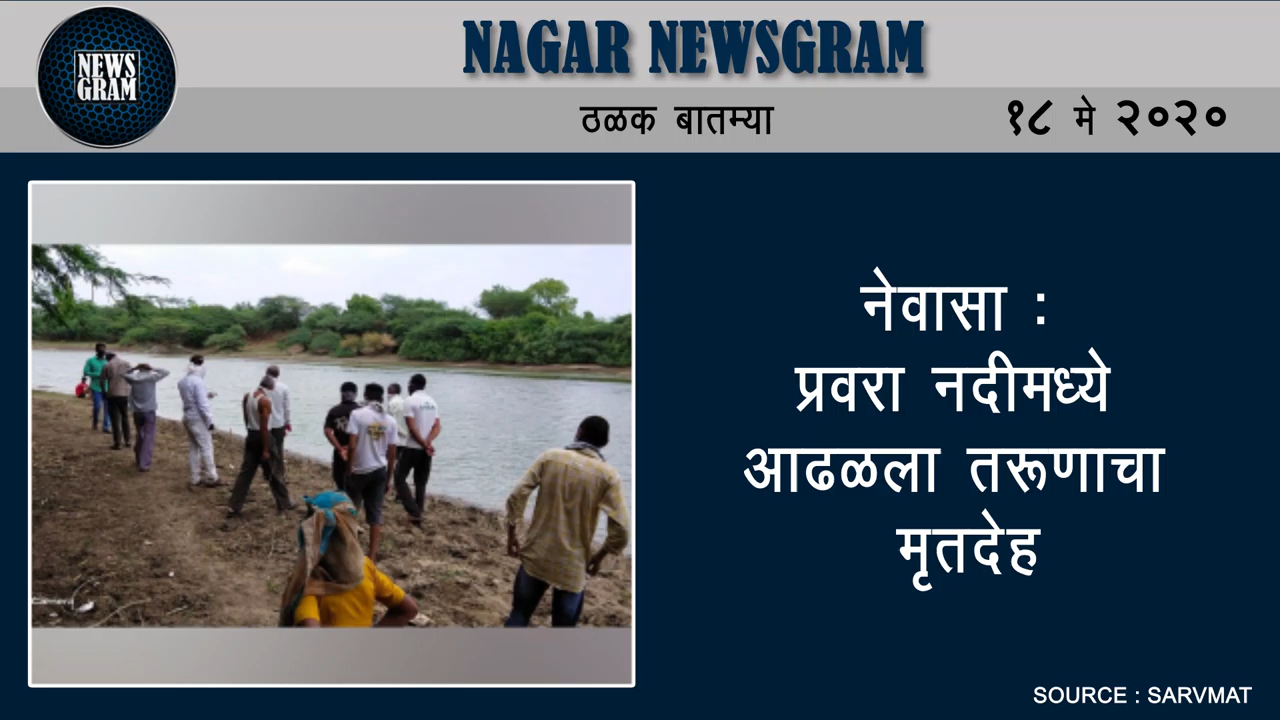 NEWS
GRAM
NAGAR NEWSGRAM
ठळक बातम्या
१८ मे २०२०
नेवासा :
प्रवरा नदीमध्ये
आढळला तरूणाचा
मृतदेह
SOURCE : SARVMAT